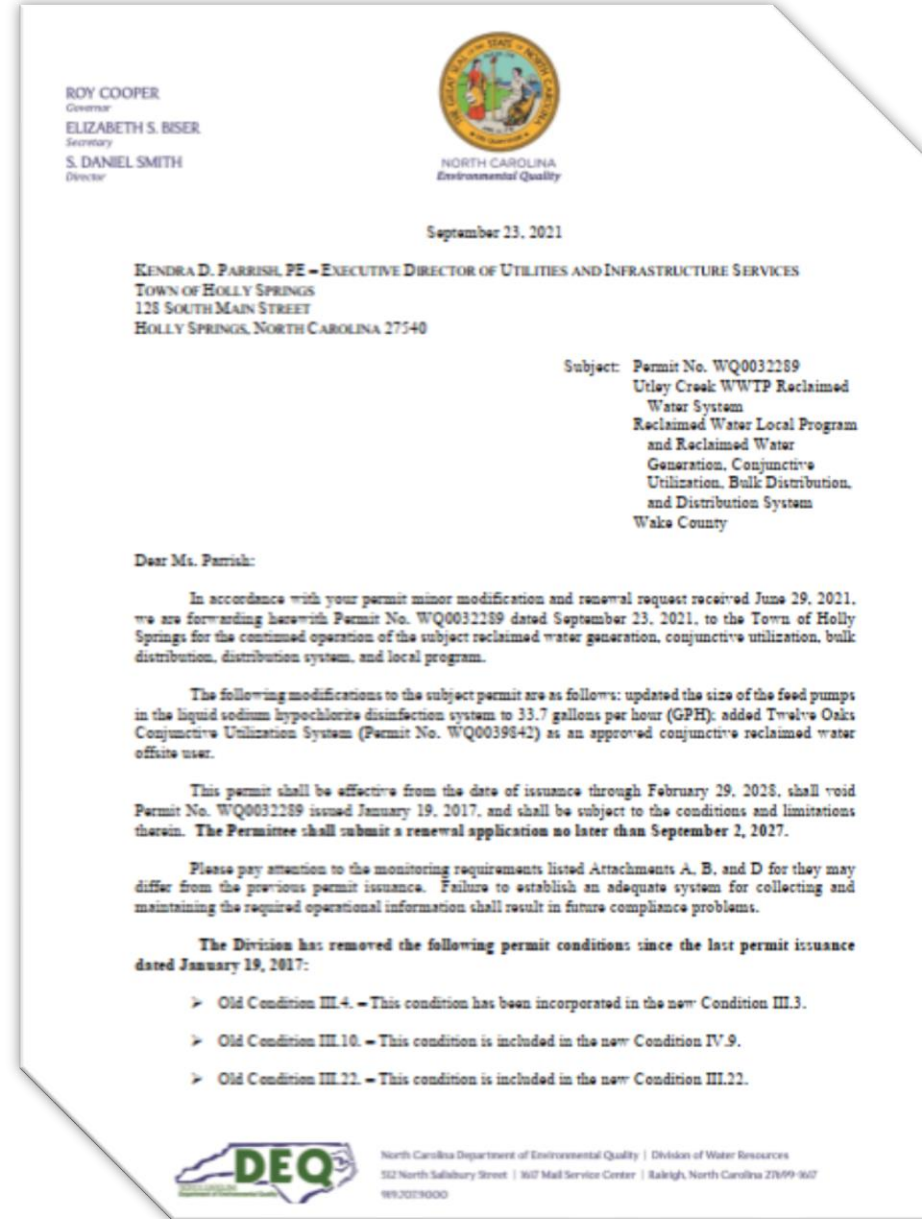 ROY COOPER
Governor
ELIZABETH S. BISER
Secretary
S. DANIEL SMITH
Director
THE GREAT SEAL of the STATE of NORTH CAROLINA
NORTH CAROLINA
Environmental Quality
September 23, 2021
KENDRA D. PARRISH, PE – EXECUTIVE DIRECTOR OF UTILITIES AND INFRASTRUCTURE SERVICES
TOWN OF HOLLY SPRINGS
128 SOUTH MAIN STREET
HOLLY SPRINGS, NORTH CAROLINA 27540
Subject: Permit No. WQ0032289
Utley Creek WWTP Reclaimed
Water System
Reclaimed Water Local Program
and Reclaimed Water
Generation, Conjunctive
Utilization, Bulk Distribution,
and Distribution System
Wake County
Dear Ms. Parrish:
In accordance with your permit minor modification and renewal request received June 29, 2021,
we are forwarding herewith Permit No. WQ0032289 dated September 23, 2021, to the Town of Holly
Springs for the continued operation of the subject reclaimed water generation, conjunctive utilization, bulk
distribution, distribution system, and local program.
The following modifications to the subject permit are as follows: updated the size of the feed pumps
in the liquid sodium hypochlorite disinfection system to 33.7 gallons per hour (GPH); added Twelve Oaks
Conjunctive Utilization System (Permit No. WQ0039842) as an approved conjunctive reclaimed water
offsite user.
This permit shall be effective from the date of issuance through February 29, 2028, shall void
Permit No. WQ0032289 issued January 19, 2017, and shall be subject to the conditions and limitations
therein. The Permittee shall submit a renewal application no later than September 2, 2027.
Please pay attention to the monitoring requirements listed Attachments A, B, and D for they may
differ from the previous permit issuance. Failure to establish an adequate system for collecting and
maintaining the required operational information shall result in future compliance problems.
The Division has removed the following permit conditions since the last permit issuance
dated January 19, 2017:
➢ Old Condition III.4. – This condition has been incorporated in the new Condition III.3.
➢ Old Condition III.10. – This condition is included in the new Condition IV.9.
➢ Old Condition III.22. – This condition is included in the new Condition III.22.
DEQ
Department of Environmental Quality
North Carolina Department of Environmental Quality | Division of Water Resources
512 North Salisbury Street | 1617 Mail Service Center | Raleigh, North Carolina 27699-1617
919.707.9000